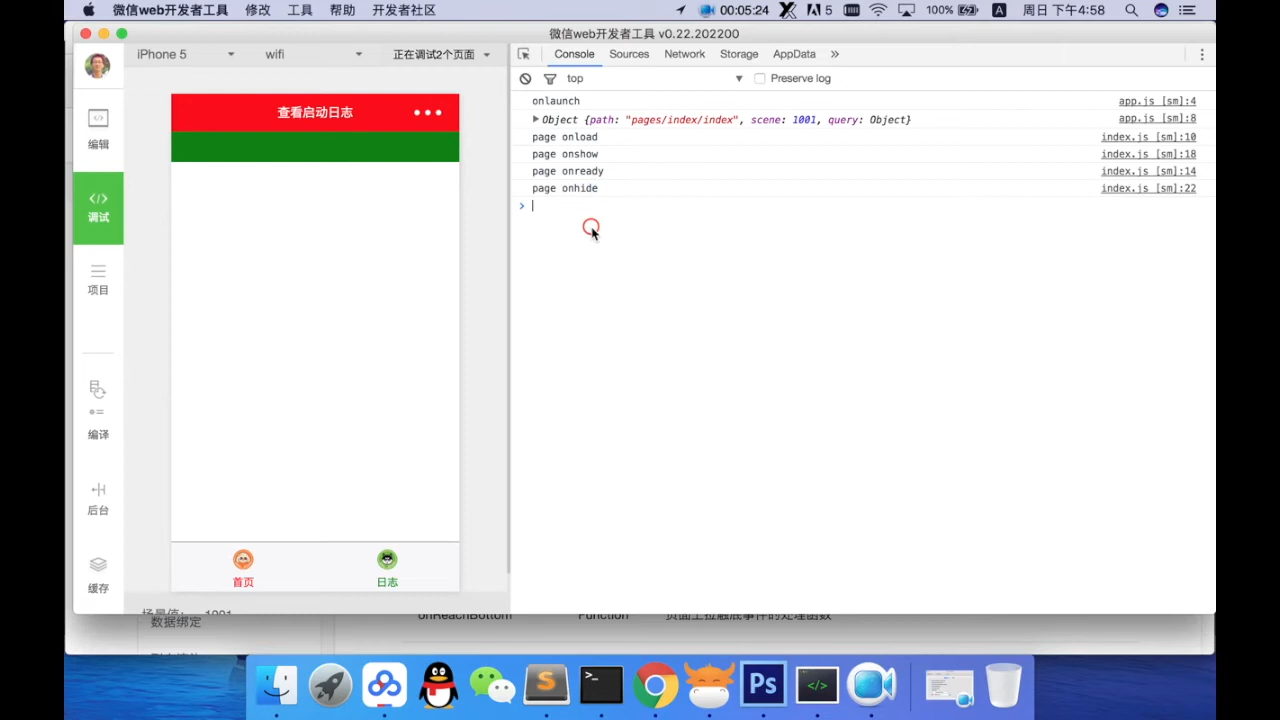 微信web开发者工具 修改 工具 帮助 开发者社区 00:05:24 5 100% A 周日 下午4:58
微信web开发者工具 v0.22.202200
iPhone 5 wifi 正在调试2个页面
Console Sources Network Storage AppData »
top Preserve log
编辑
调试
项目
编译
后台
缓存
查看启动日志
首页 日志
onlaunch app.js [sm]:4
Object {path: "pages/index/index", scene: 1001, query: Object} app.js [sm]:8
page onload index.js [sm]:10
page onshow index.js [sm]:18
page onready index.js [sm]:14
page onhide index.js [sm]:22
>
场景值: 1001
数据绑定
onReachBottom Function 页面上拉触底事件的处理函数
S >_ Ps </>